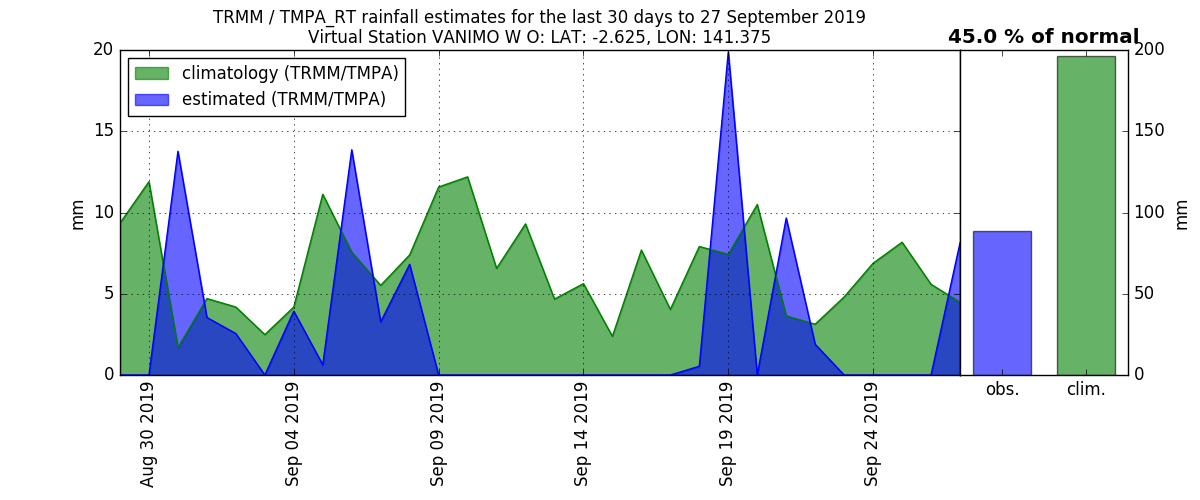 TRMM / TMPA_RT rainfall estimates for the last 30 days to 27 September 2019
Virtual Station VANIMO W O: LAT: -2.625, LON: 141.375
45.0 % of normal
climatology (TRMM/TMPA)
estimated (TRMM/TMPA)
20
15
10
5
0
mm
200
150
100
50
0
mm
Aug 30 2019
Sep 04 2019
Sep 09 2019
Sep 14 2019
Sep 19 2019
Sep 24 2019
obs.
clim.